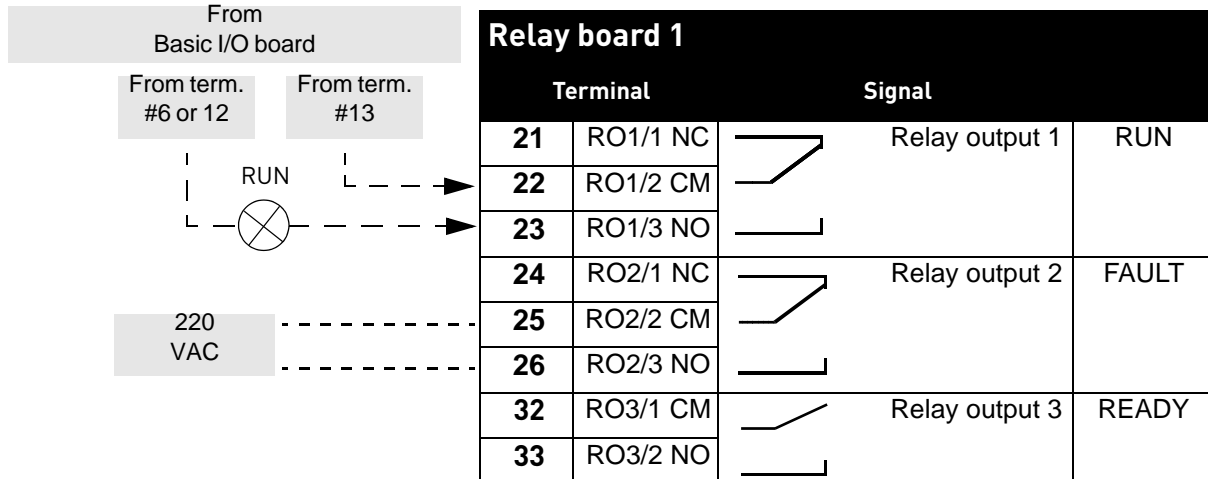 From
Basic I/O board
From term.
#6 or 12
From term.
#13
RUN
220
VAC
Relay board 1
Terminal Signal
21 RO1/1 NC Relay output 1 RUN
22 RO1/2 CM
23 RO1/3 NO
24 RO2/1 NC Relay output 2 FAULT
25 RO2/2 CM
26 RO2/3 NO
32 RO3/1 CM Relay output 3 READY
33 RO3/2 NO